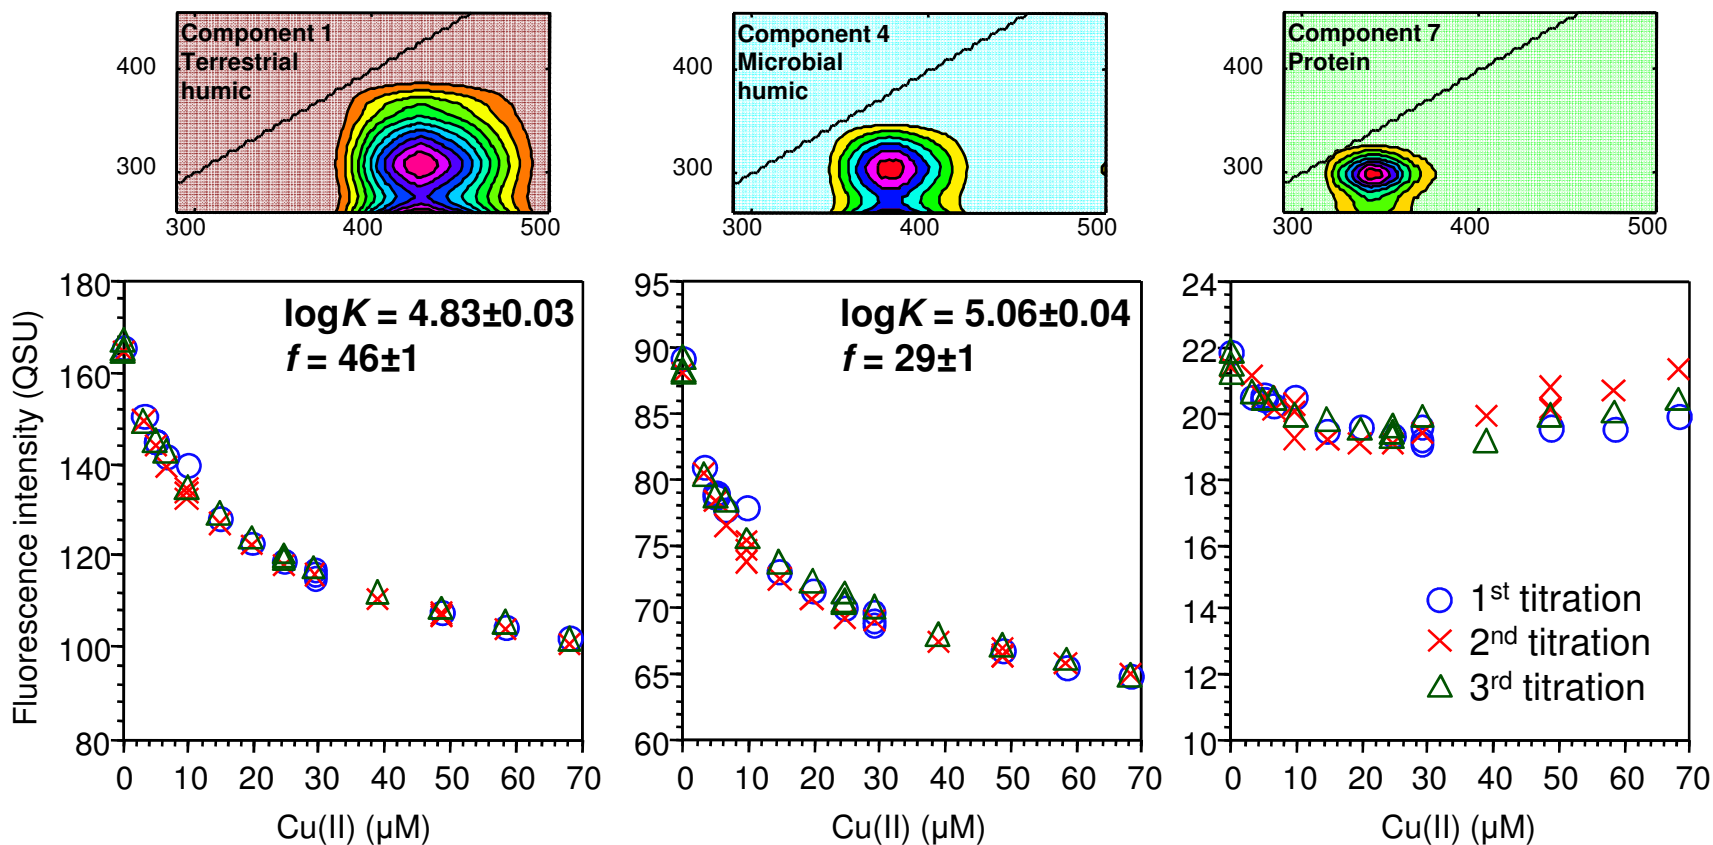 Component 1
Terrestrial
humic
400
300
300 400 500
Component 4
Microbial
humic
400
300
300 400 500
Component 7
Protein
400
300
300 400 500
Fluorescence intensity (QSU)
180
160
140
120
100
80
logK = 4.83±0.03
f = 46±1
0 10 20 30 40 50 60 70
Cu(II) (µM)
95
90
85
80
75
70
65
60
logK = 5.06±0.04
f = 29±1
0 10 20 30 40 50 60 70
Cu(II) (µM)
24
22
20
18
16
14
12
10
1st titration
2nd titration
3rd titration
0 10 20 30 40 50 60 70
Cu(II) (µM)